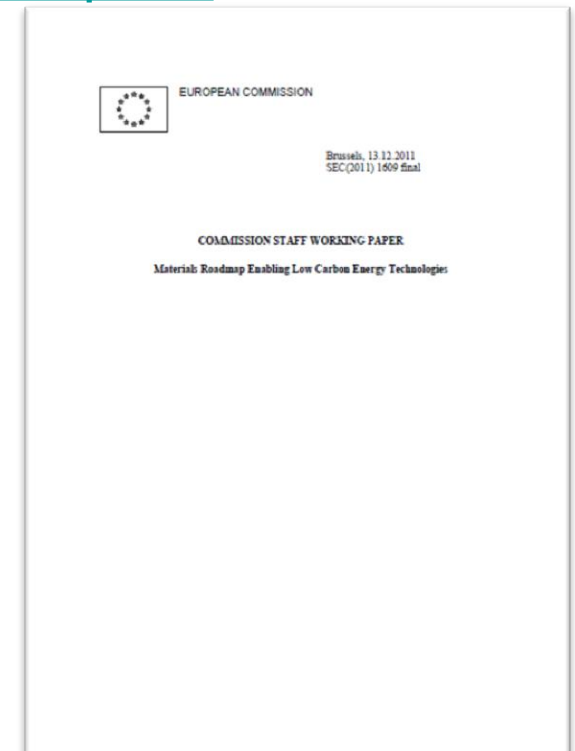 EUROPEAN COMMISSION
Brussels, 13.12.2011
SEC(2011) 1609 final
COMMISSION STAFF WORKING PAPER
Materials Roadmap Enabling Low Carbon Energy Technologies